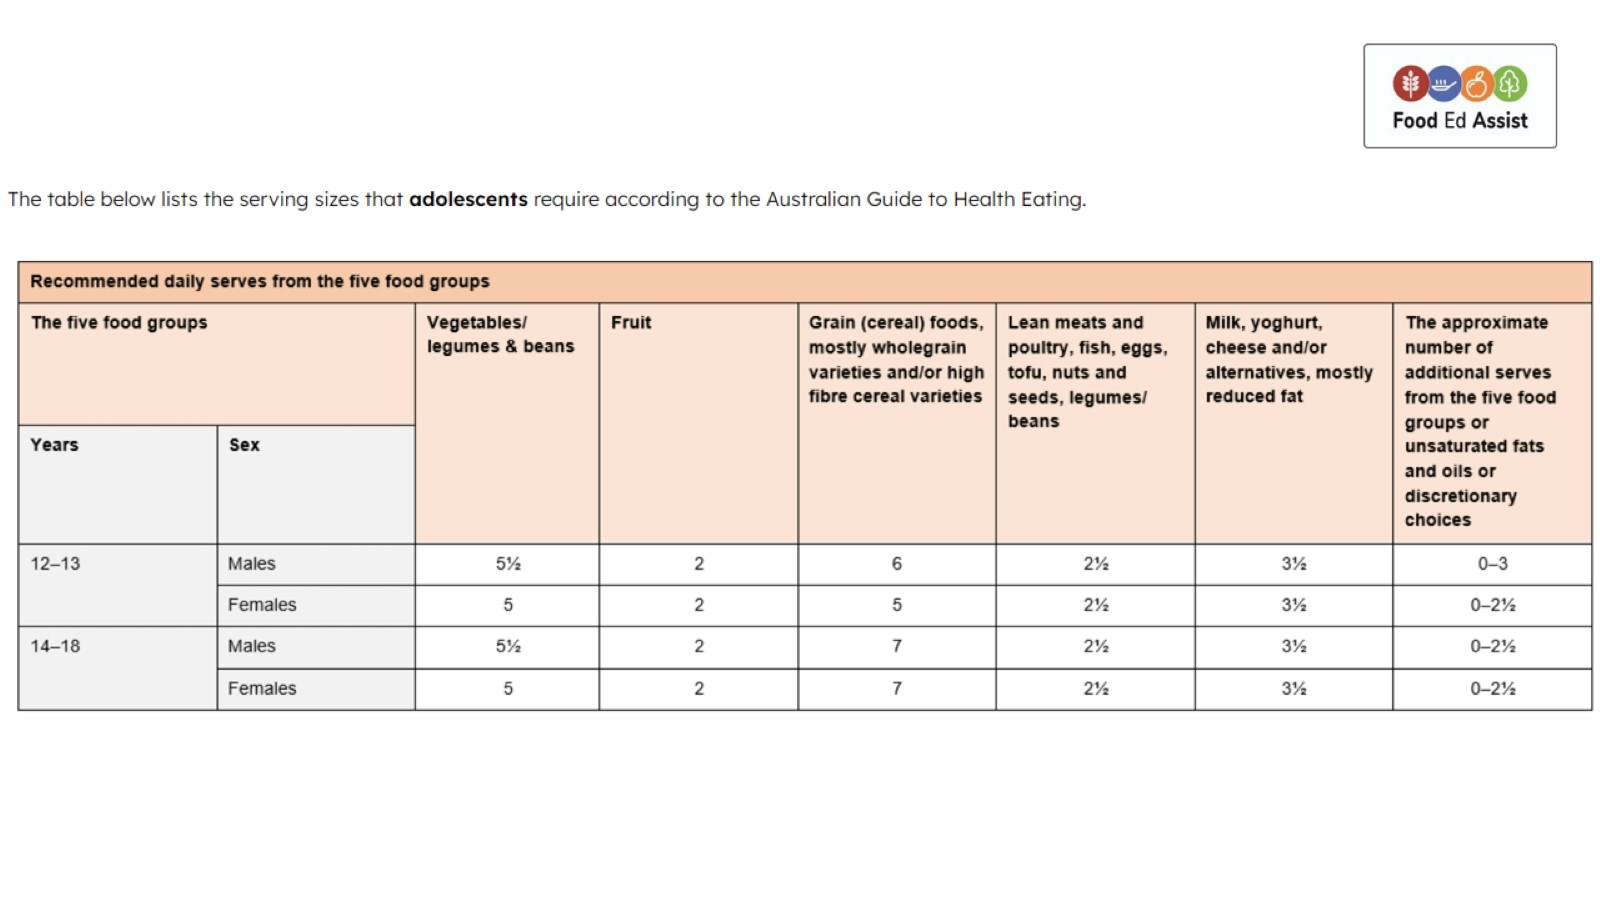 Food Ed Assist
The table below lists the serving sizes that adolescents require according to the Australian Guide to Health Eating.
Recommended daily serves from the five food groups
The five food groups
Vegetables/
legumes & beans
Fruit
Grain (cereal) foods,
mostly wholegrain
varieties and/or high
fibre cereal varieties
Lean meats and
poultry, fish, eggs,
tofu, nuts and
seeds, legumes/
beans
Milk, yoghurt,
cheese and/or
alternatives, mostly
reduced fat
The approximate
number of
additional serves
from the five food
groups or
unsaturated fats
and oils or
discretionary
choices
Years Sex
12–13 Males 5½ 2 6 2½ 3½ 0–3
Females 5 2 5 2½ 3½ 0–2½
14–18 Males 5½ 2 7 2½ 3½ 0–2½
Females 5 2 7 2½ 3½ 0–2½